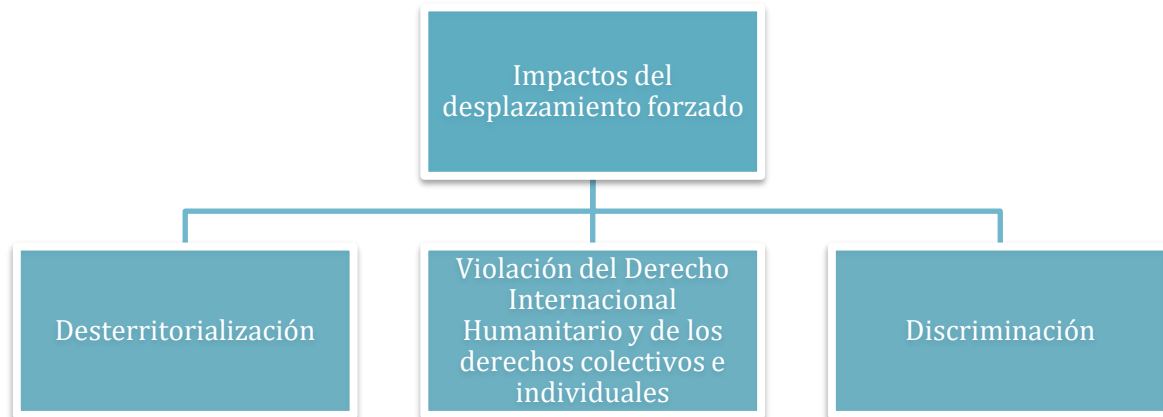 Impactos del
desplazamiento forzado
Desterritorialización
Violación del Derecho
Internacional
Humanitario y de los
derechos colectivos e
individuales
Discriminación